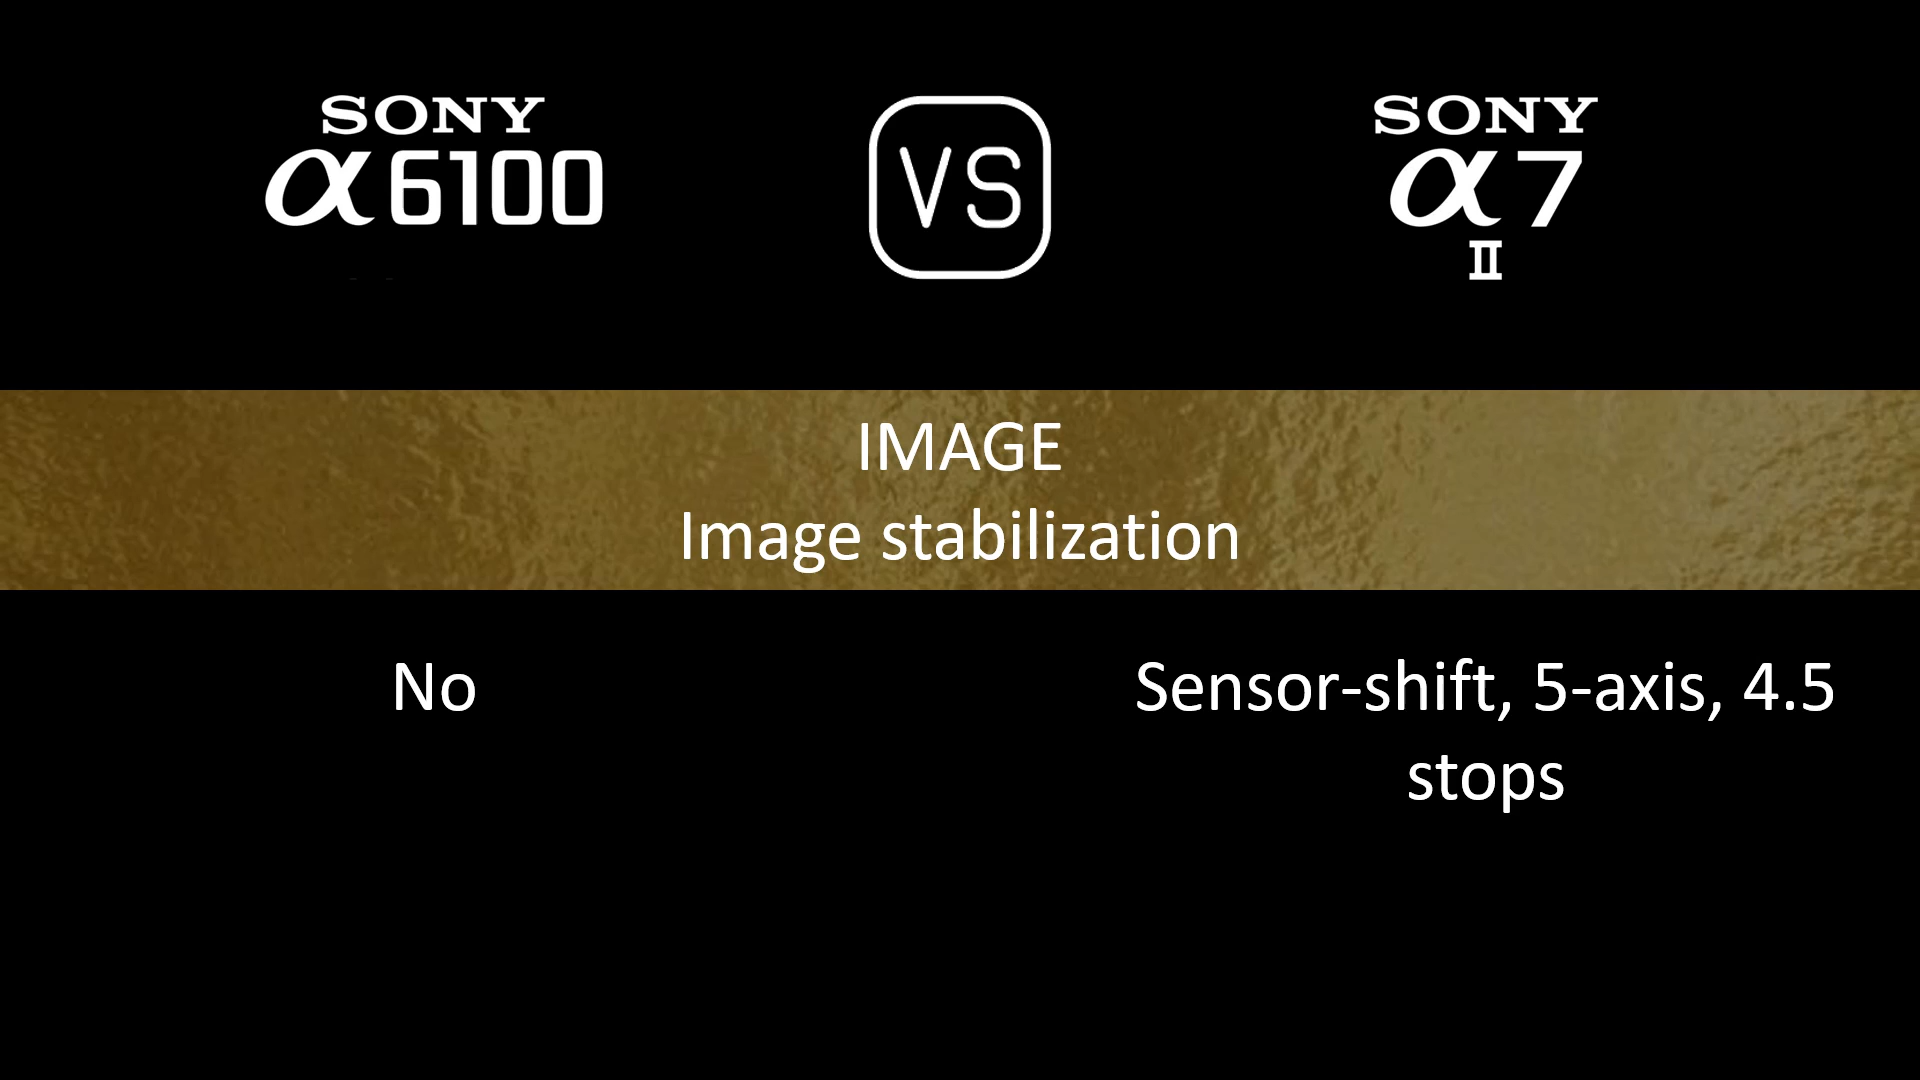 SONY
α6100
VS
SONY
α7
II
IMAGE
Image stabilization
No
Sensor-shift, 5-axis, 4.5
stops